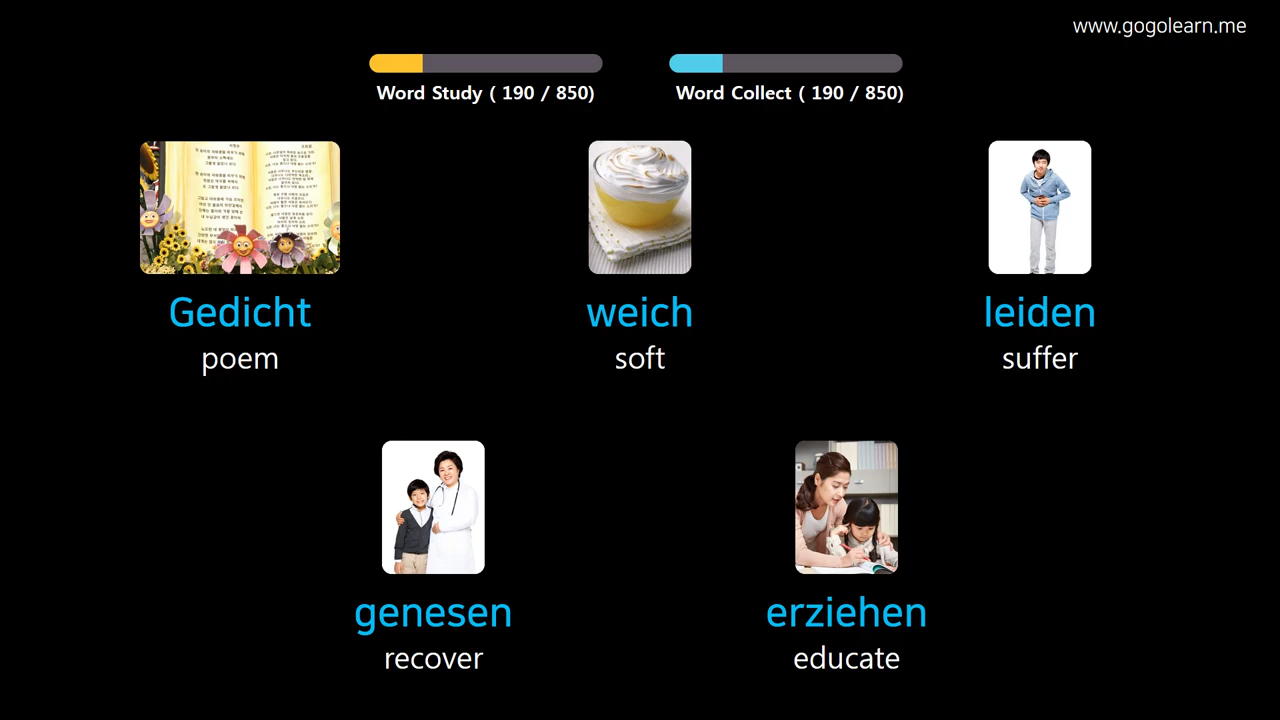 www.gogolearn.me
Word Study ( 190 / 850)
Word Collect ( 190 / 850)
Gedicht
poem
weich
soft
leiden
suffer
genesen
recover
erziehen
educate